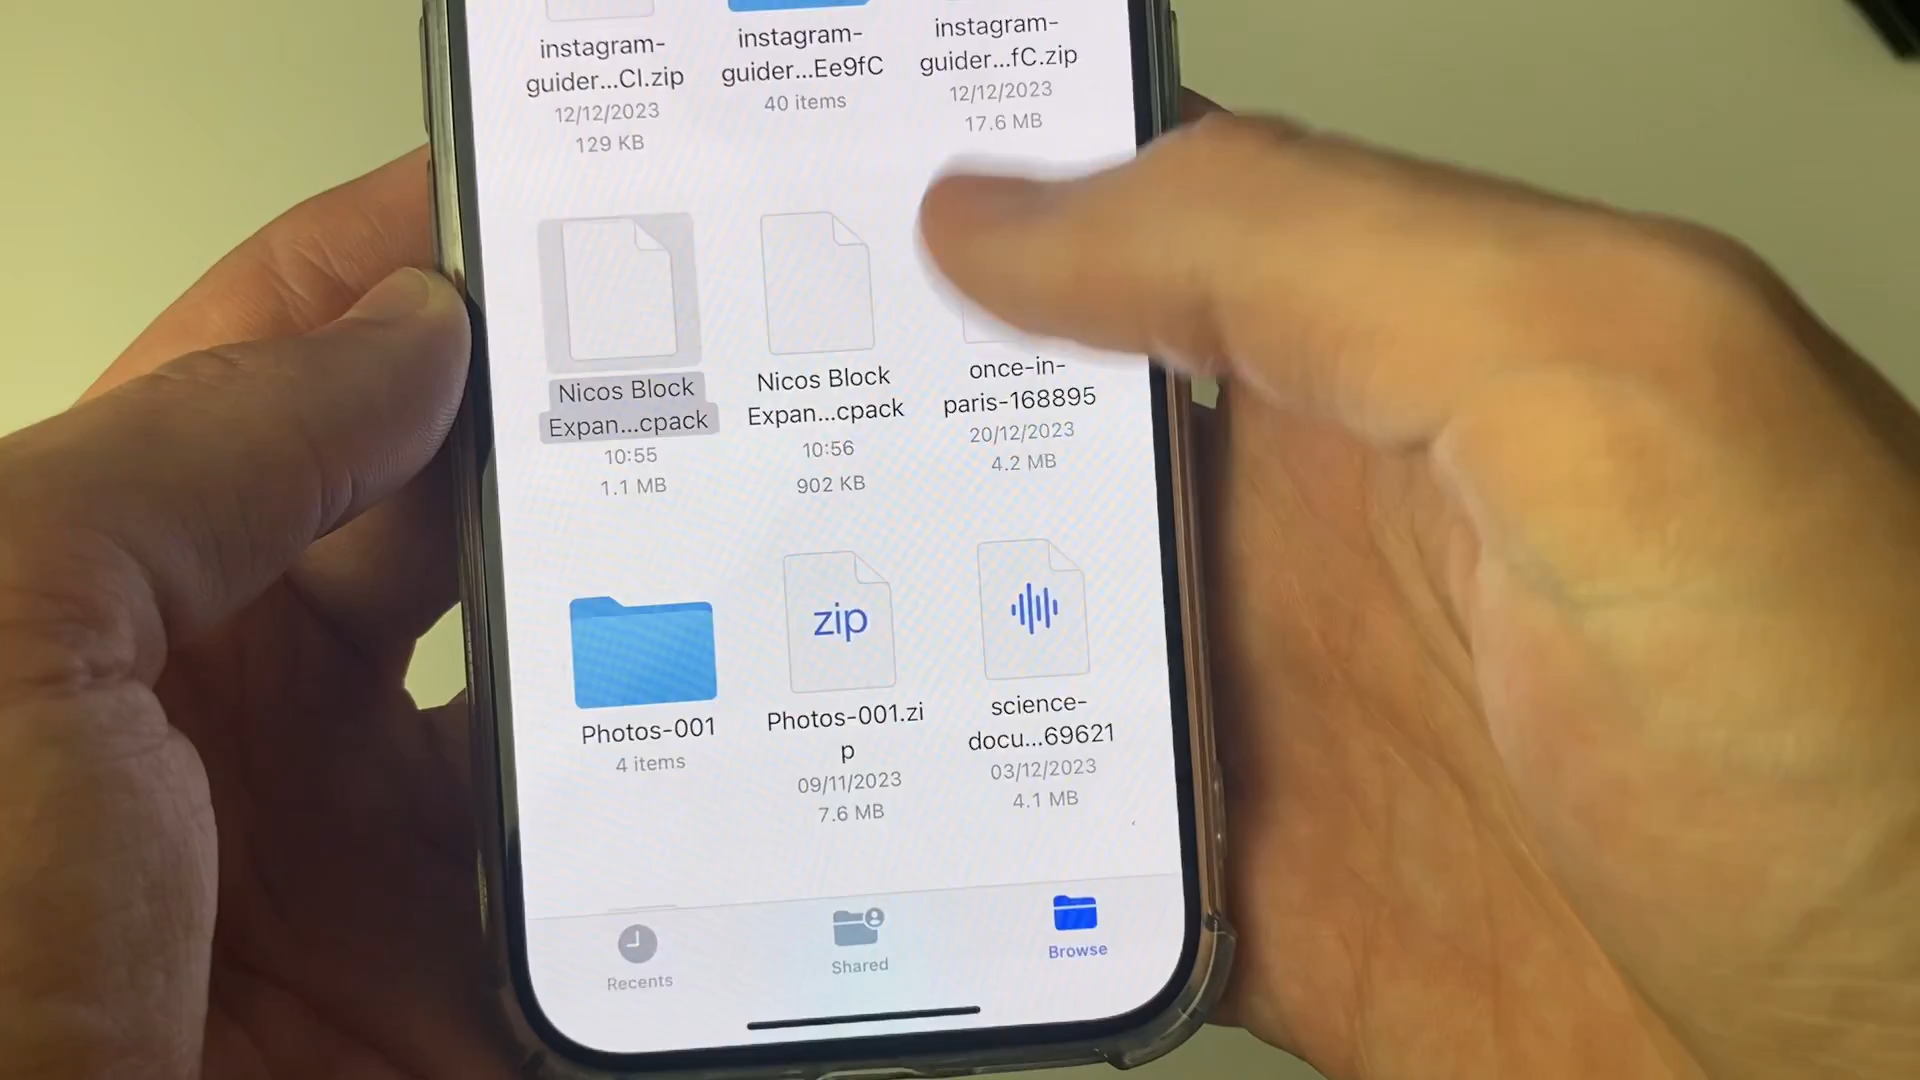 instagram-
guider...CI.zip
12/12/2023
129 KB
instagram-
guider...Ee9fC
40 items
instagram-
guider...fC.zip
12/12/2023
17.6 MB
Nicos Block
Expan...cpack
10:55
1.1 MB
Nicos Block
Expan...cpack
10:56
902 KB
once-in-
paris-168895
20/12/2023
4.2 MB
Photos-001
4 items
zip
Photos-001.zi
p
09/11/2023
7.6 MB
science-
docu...69621
03/12/2023
4.1 MB
Recents
Shared
Browse